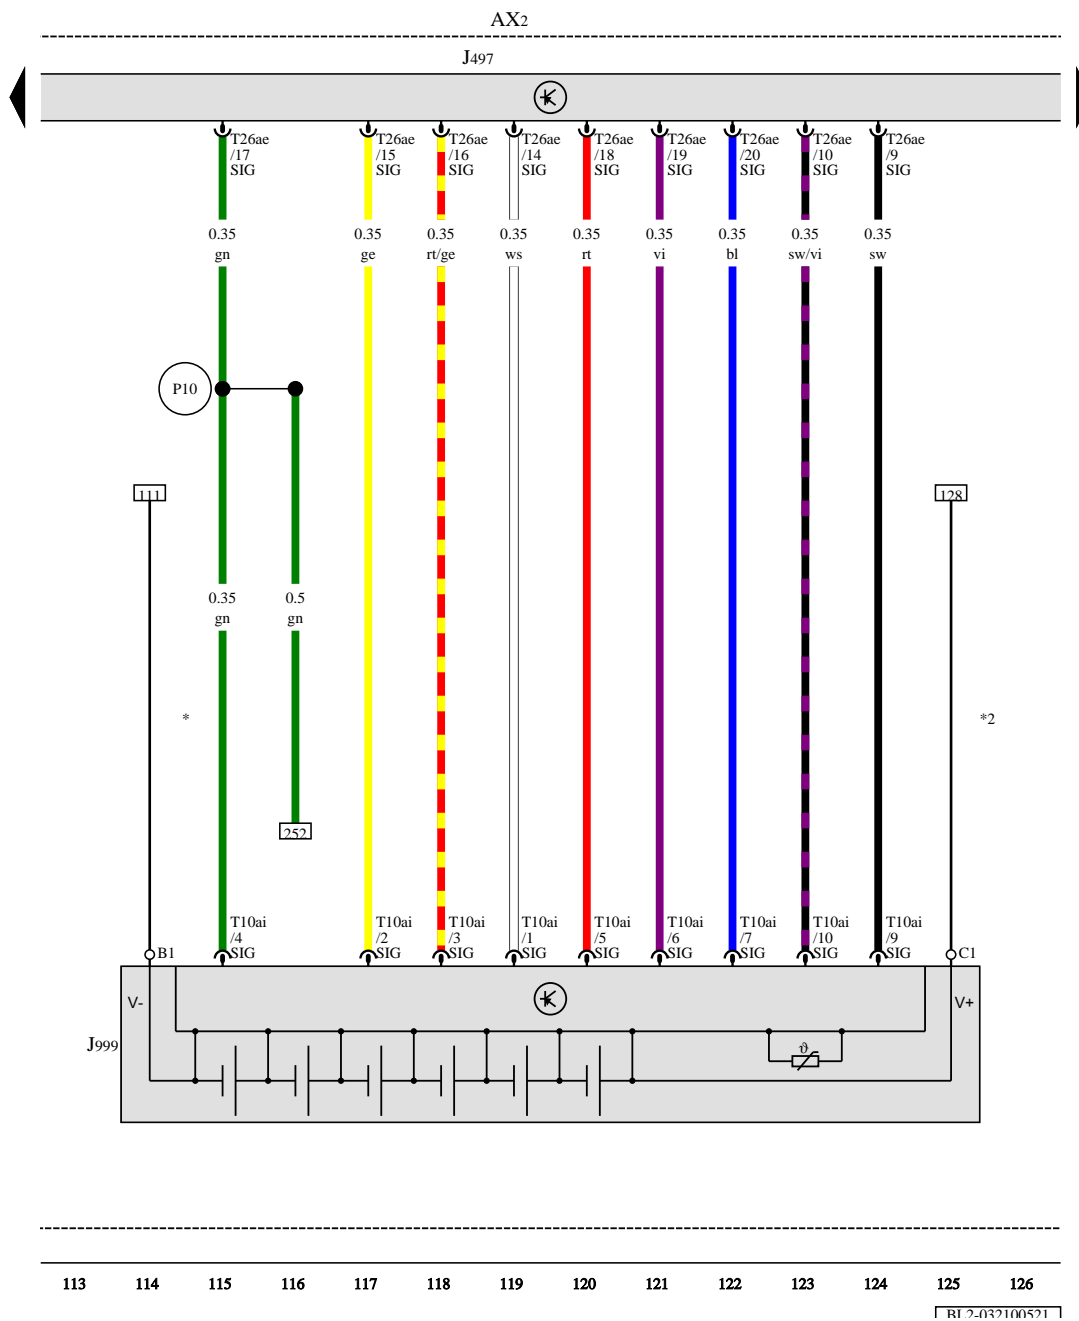 AX2
J497
T26ae T26ae T26ae T26ae T26ae T26ae T26ae T26ae T26ae
/17 /15 /16 /14 /18 /19 /20 /10 /9
SIG SIG SIG SIG SIG SIG SIG SIG SIG
0.35 0.35 0.35 0.35 0.35 0.35 0.35 0.35 0.35
gn ge rt/ge ws rt vi bl sw/vi sw
P10
111 128
0.35 0.5
gn gn
* *2
252
T10ai T10ai T10ai T10ai T10ai T10ai T10ai T10ai T10ai
/4 /2 /3 /1 /5 /6 /7 /10 /9
B1 SIG SIG SIG SIG SIG SIG SIG SIG SIG C1
V- V+
J999
ϑ
113 114 115 116 117 118 119 120 121 122 123 124 125 126
BL2-032100521